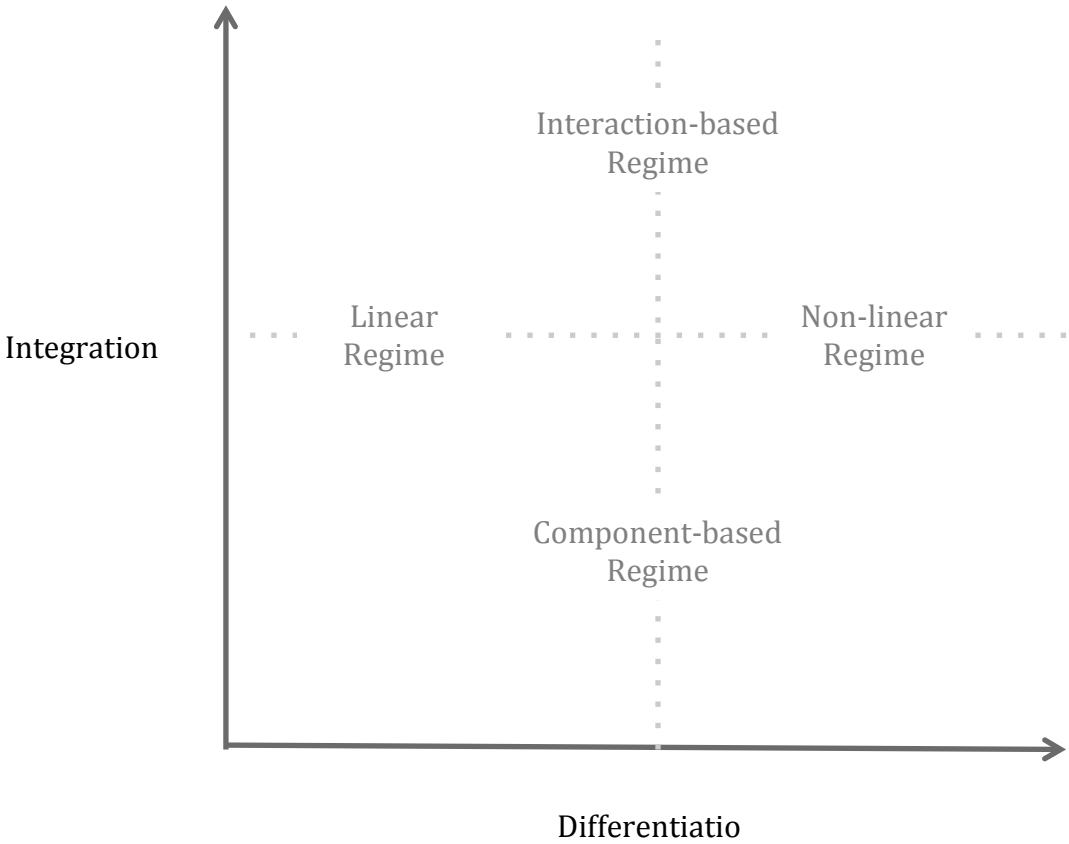 Interaction-based
Regime
Linear
Regime
Non-linear
Regime
Integration
Component-based
Regime
Differentiatio